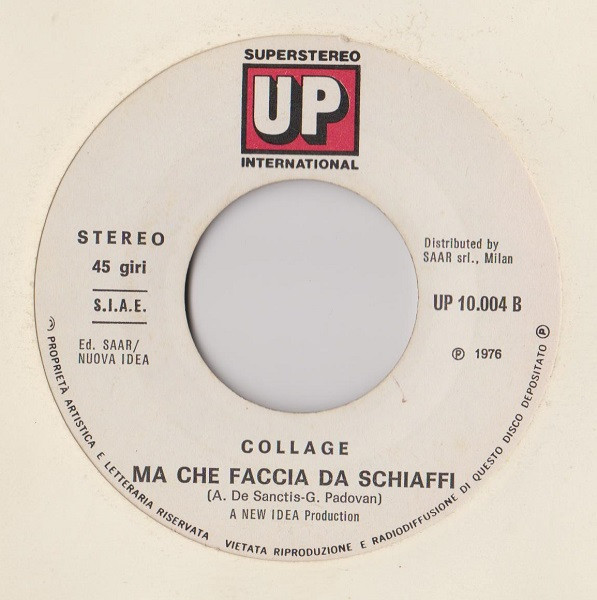 SUPERSTEREO
UP
INTERNATIONAL
STEREO
45 giri
S.I.A.E.
Ed. SAAR/
NUOVA IDEA
Distributed by
SAAR srl., Milan
UP 10.004 B
℗ 1976
COLLAGE
MA CHE FACCIA DA SCHIAFFI
(A. De Sanctis-G. Padovan)
A NEW IDEA Production
PROPRIETÀ ARTISTICA E LETTERARIA RISERVATA VIETATA RIPRODUZIONE E RADIODIFFUSIONE DI QUESTO DISCO DEPOSITATO ℗